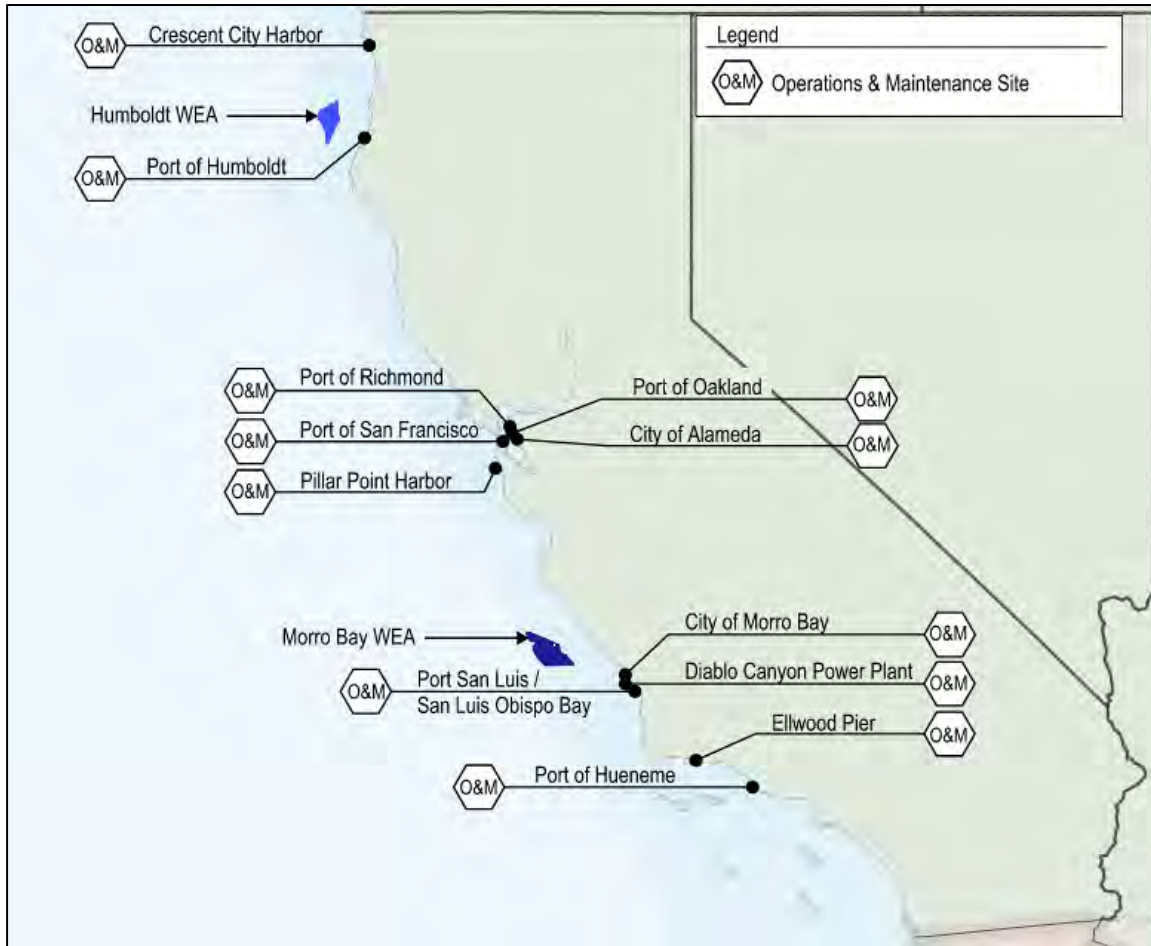 Legend
O&M Operations & Maintenance Site
O&M Crescent City Harbor
Humboldt WEA
O&M Port of Humboldt
O&M Port of Richmond
Port of Oakland O&M
O&M Port of San Francisco
City of Alameda O&M
O&M Pillar Point Harbor
City of Morro Bay O&M
Morro Bay WEA
Diablo Canyon Power Plant O&M
O&M Port San Luis /
San Luis Obispo Bay
Ellwood Pier O&M
O&M Port of Hueneme